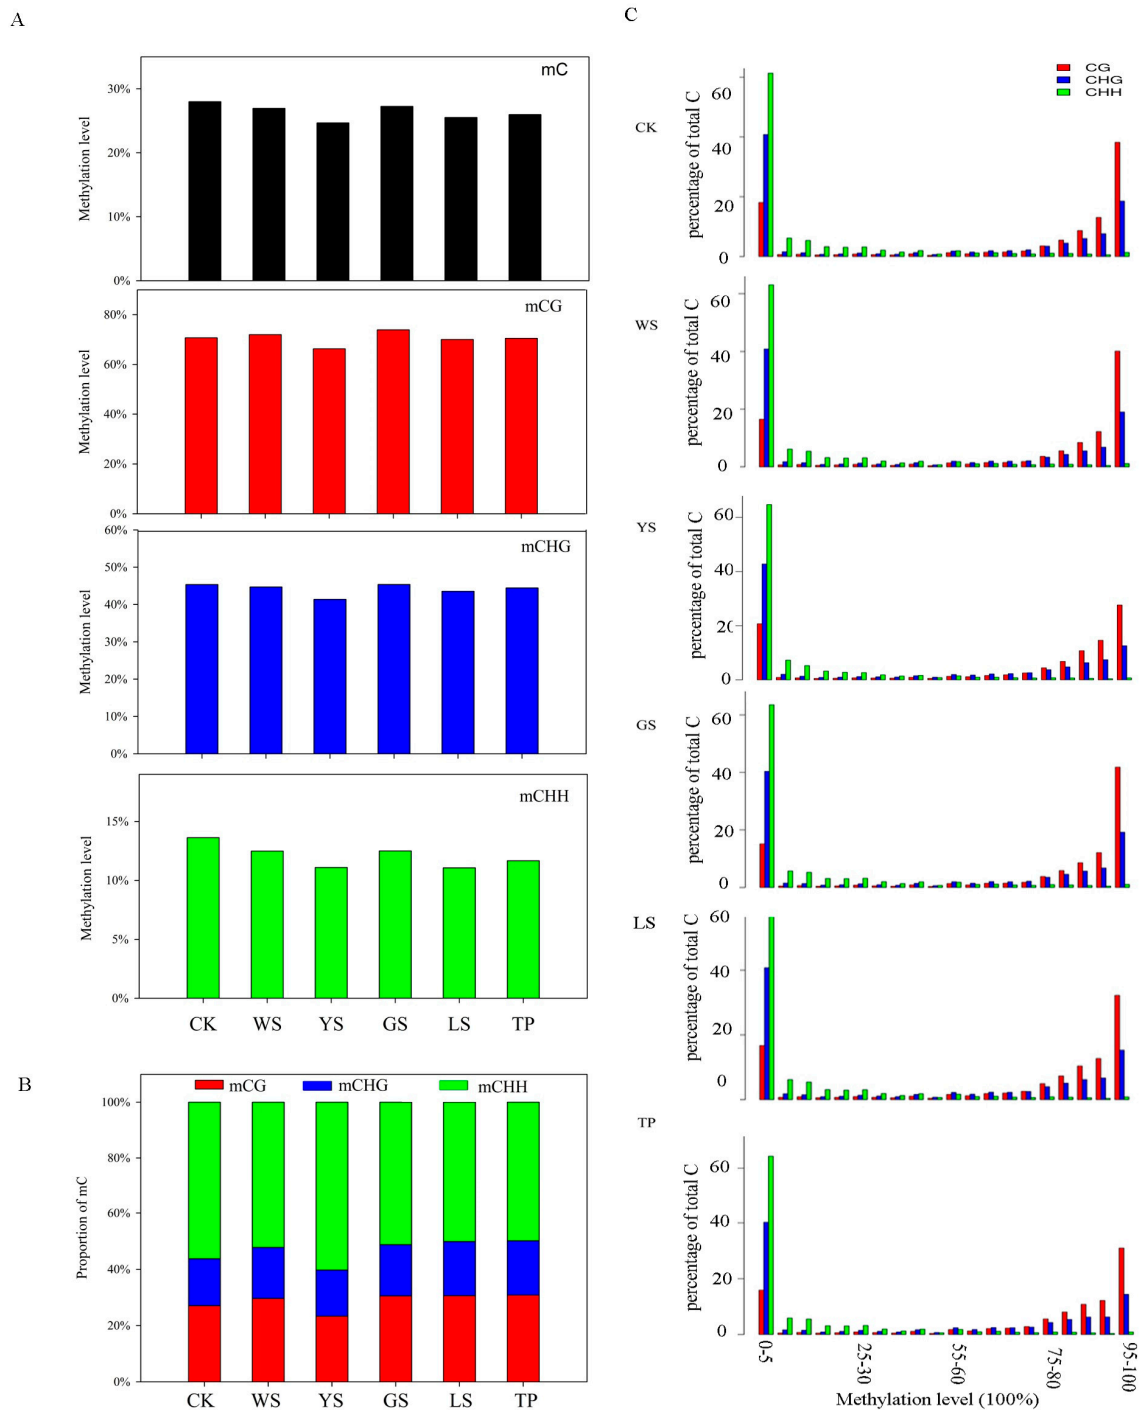 A
mC
Methylation level
30%
20%
10%
0%
mCG
Methylation level
80%
60%
40%
20%
0%
mCHG
Methylation level
60%
50%
40%
30%
20%
10%
0%
mCHH
Methylation level
15%
10%
5%
0%
CK WS YS GS LS TP
B
mCG mCHG mCHH
Proportion of mC
100%
80%
60%
40%
20%
0%
CK WS YS GS LS TP
C
CG
CHG
CHH
CK
percentage of total C
60
40
20
0
WS
percentage of total C
60
40
20
0
YS
percentage of total C
60
40
20
0
GS
percentage of total C
60
40
20
0
LS
percentage of total C
60
40
20
0
TP
percentage of total C
60
40
20
0
0-5 25-30 55-60 75-80 95-100
Methylation level (100%)